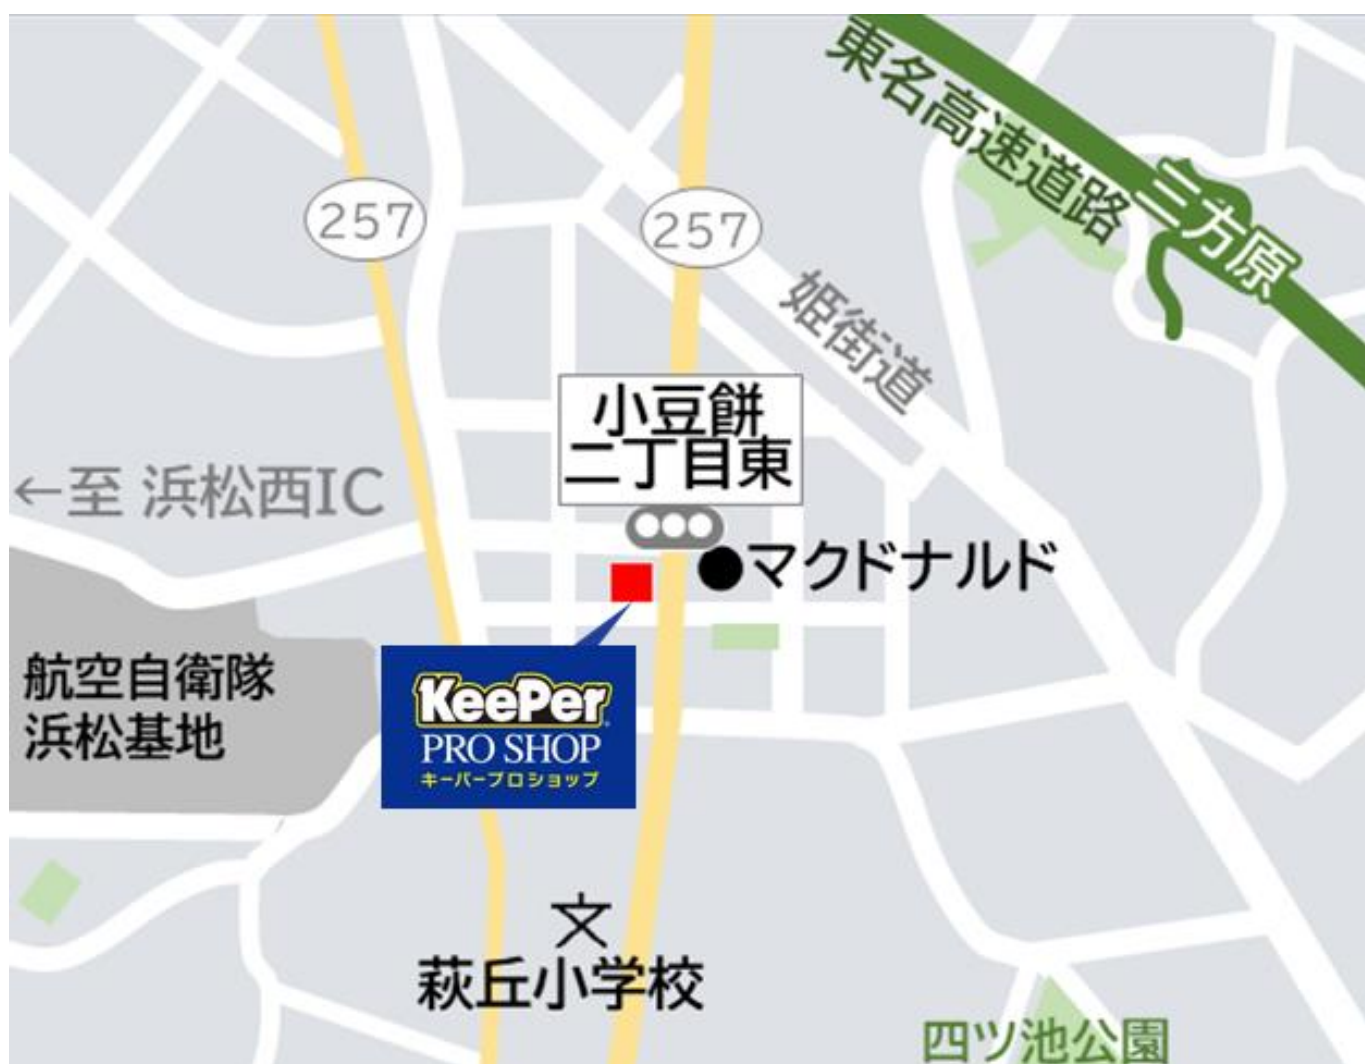 東名高速道路
三方原
257
257
姫街道
小豆餅
二丁目東
←至 浜松西IC
マクドナルド
航空自衛隊
浜松基地
KeePer
PRO SHOP
キーパープロショップ
文
萩丘小学校
四ツ池公園